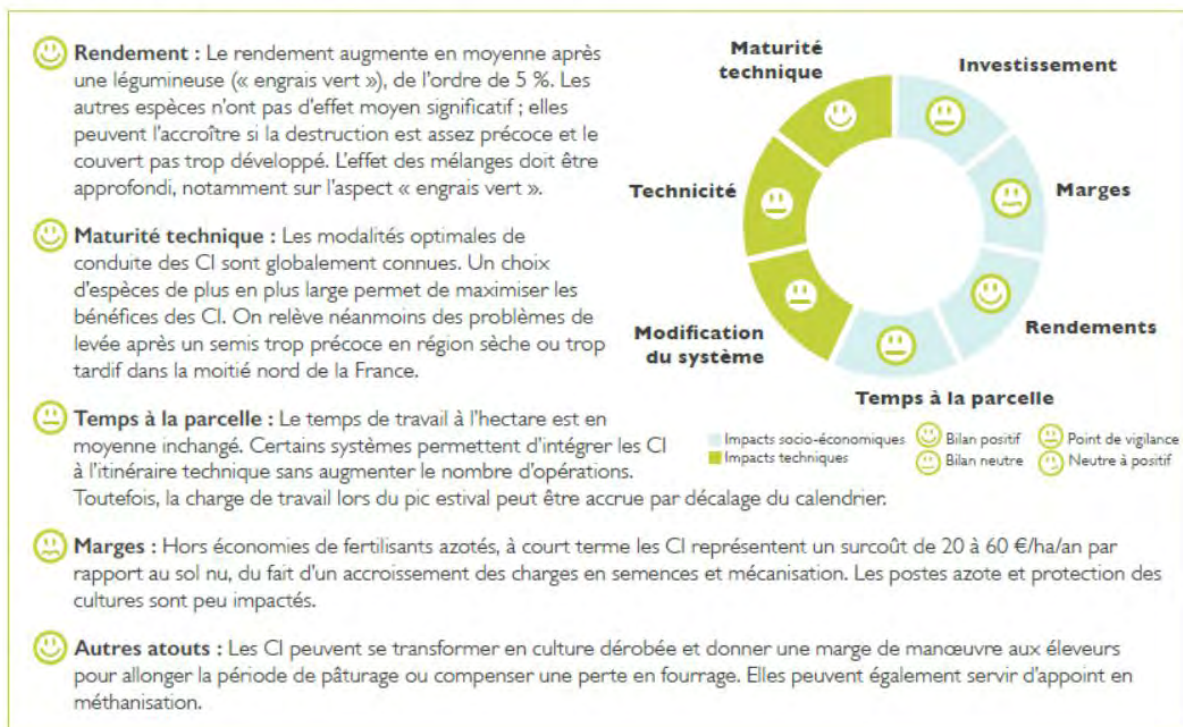 Rendement : Le rendement augmente en moyenne après
une légumineuse (« engrais vert »), de l'ordre de 5 %. Les
autres espèces n'ont pas d'effet moyen significatif ; elles
peuvent l'accroître si la destruction est assez précoce et le
couvert pas trop développé. L'effet des mélanges doit être
approfondi, notamment sur l'aspect « engrais vert ».
Maturité technique : Les modalités optimales de
conduite des CI sont globalement connues. Un choix
d'espèces de plus en plus large permet de maximiser les
bénéfices des CI. On relève néanmoins des problèmes de
levée après un semis trop précoce en région sèche ou trop
tardif dans la moitié nord de la France.
Temps à la parcelle : Le temps de travail à l'hectare est en
moyenne inchangé. Certains systèmes permettent d'intégrer les CI
à l'itinéraire technique sans augmenter le nombre d'opérations.
Toutefois, la charge de travail lors du pic estival peut être accrue par décalage du calendrier.
Marges : Hors économies de fertilisants azotés, à court terme les CI représentent un surcoût de 20 à 60 €/ha/an par
rapport au sol nu, du fait d'un accroissement des charges en semences et mécanisation. Les postes azote et protection des
cultures sont peu impactés.
Autres atouts : Les CI peuvent se transformer en culture dérobée et donner une marge de manœuvre aux éleveurs
pour allonger la période de pâturage ou compenser une perte en fourrage. Elles peuvent également servir d'appoint en
méthanisation.
Maturité
technique
Investissement
Technicité
Marges
Modification
du système
Rendements
Temps à la parcelle
Impacts socio-économiques
Impacts techniques
Bilan positif
Bilan neutre
Point de vigilance
Neutre à positif